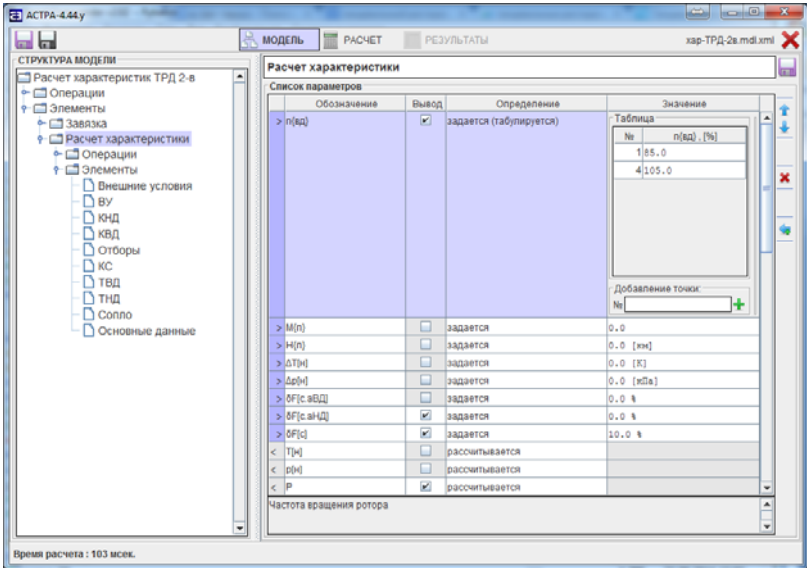 АСТРА-4.44.y
МОДЕЛЬ РАСЧЕТ РЕЗУЛЬТАТЫ хар-ТРД-2в.mdl.xml
СТРУКТУРА МОДЕЛИ
Расчет характеристик ТРД 2-в
Операции
Элементы
Завязка
Расчет характеристики
Операции
Элементы
Внешние условия
ВУ
КНД
КВД
Отборы
КС
ТВД
ТНД
Сопло
Основные данные
Расчет характеристики
Список параметров
Обозначение Вывод Определение Значение
> n(вд) задается (табулируется)
Таблица
№ n(вд) , [%]
1 85.0
4 105.0
Добавление точки:
№
> M(п) задается 0.0
> H(п) задается 0.0 [км]
> ΔT[н] задается 0.0 [K]
> Δp[н] задается 0.0 [кПа]
> δF[с.аВД] задается 0.0 %
> δF[с.аНД] задается 0.0 %
> δF[с] задается 10.0 %
< T[н] рассчитывается
< p[н] рассчитывается
< P рассчитывается
Частота вращения ротора
Время расчета : 103 мсек.